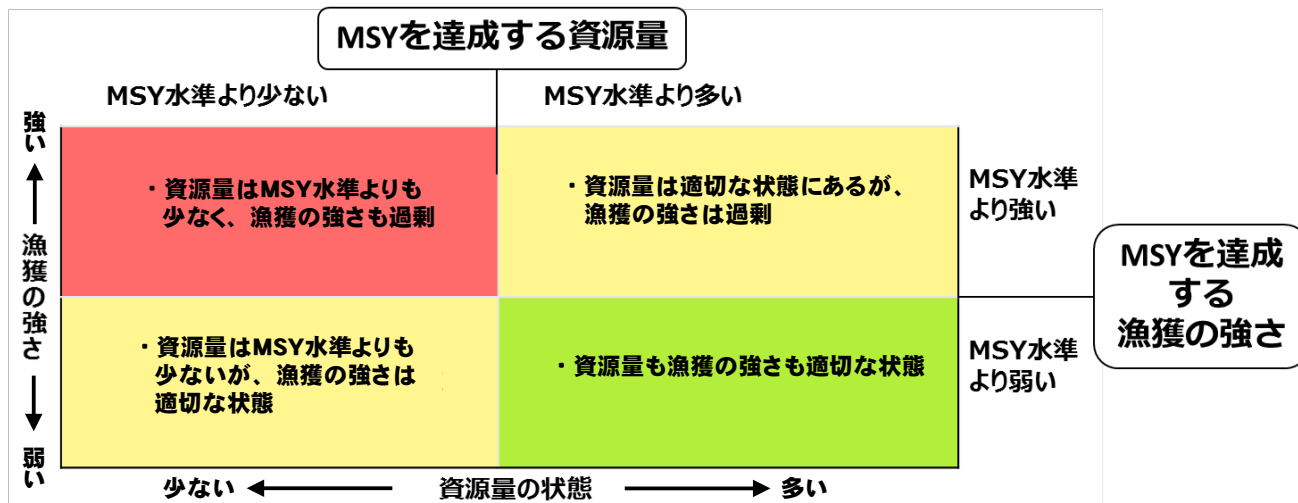 MSYを達成する資源量
MSY水準より少ない
MSY水準より多い
強い
漁獲の強さ
弱い
・資源量はMSY水準よりも
少なく、漁獲の強さも過剰
・資源量は適切な状態にあるが、
漁獲の強さは過剰
MSY水準
より強い
MSYを達成
する
漁獲の強さ
・資源量はMSY水準よりも
少ないが、漁獲の強さは
適切な状態
・資源量も漁獲の強さも適切な状態
MSY水準
より弱い
少ない
資源量の状態
多い